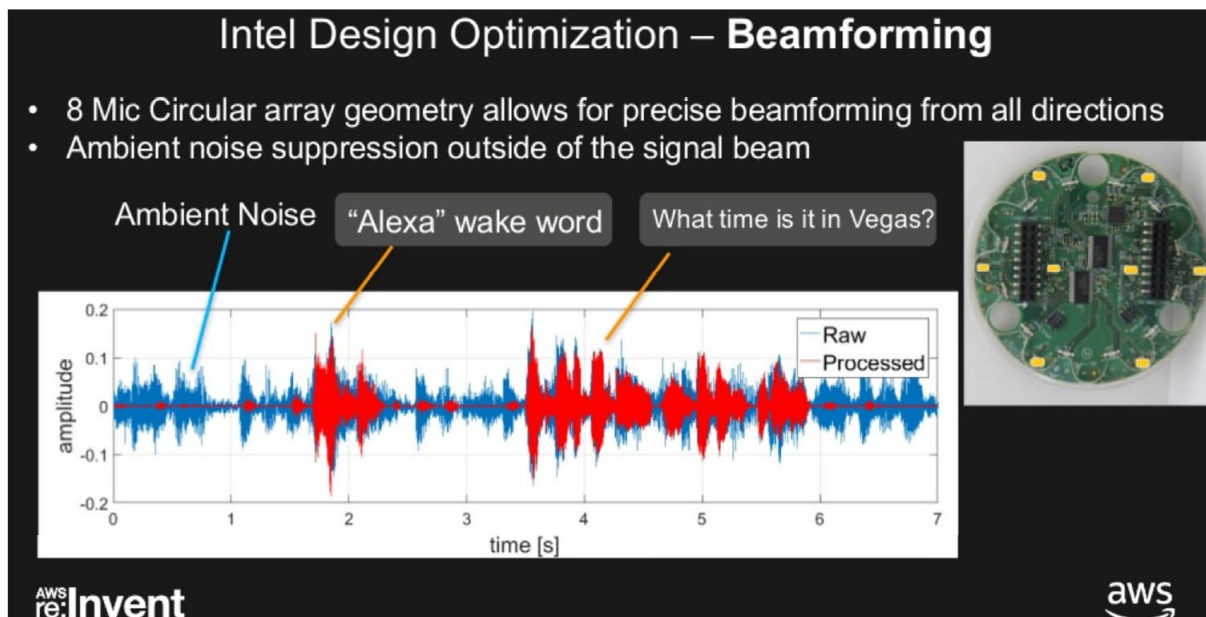 Intel Design Optimization – Beamforming
• 8 Mic Circular array geometry allows for precise beamforming from all directions
• Ambient noise suppression outside of the signal beam
Ambient Noise
“Alexa” wake word
What time is it in Vegas?
0.2
0.1
0
-0.1
-0.2
amplitude
Raw
Processed
0 1 2 3 4 5 6 7
time [s]
AWS
re:Invent
aws